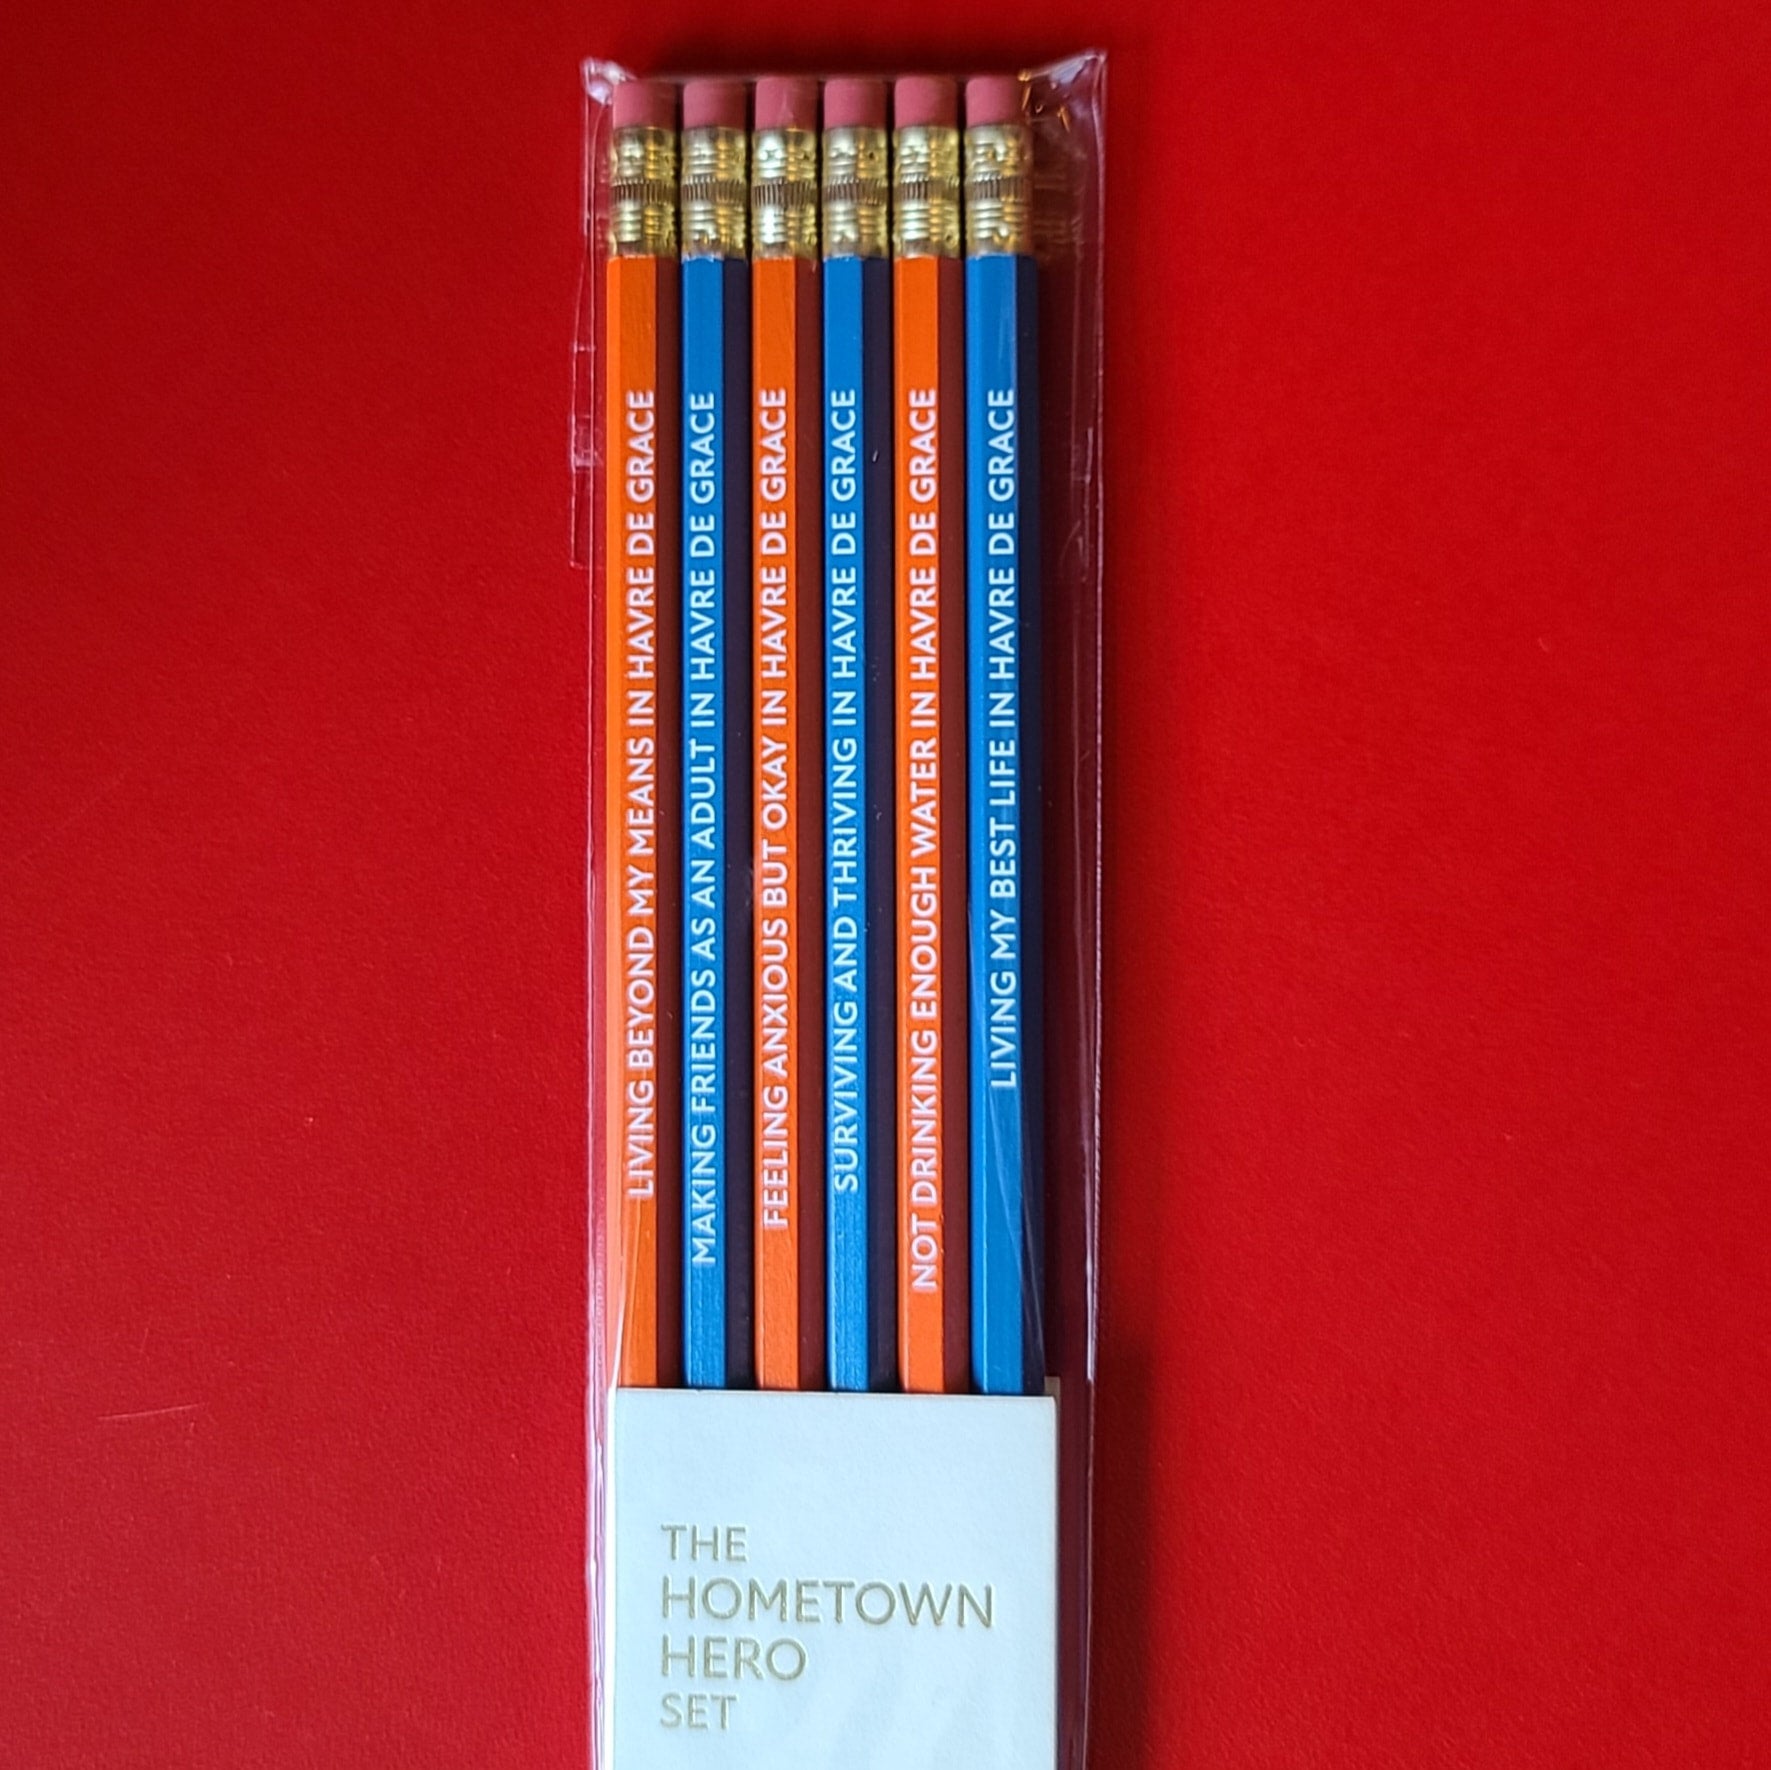 LIVING BEYOND MY MEANS IN HAVRE DE GRACE
MAKING FRIENDS AS AN ADULT IN HAVRE DE GRACE
FEELING ANXIOUS BUT OKAY IN HAVRE DE GRACE
SURVIVING AND THRIVING IN HAVRE DE GRACE
NOT DRINKING ENOUGH WATER IN HAVRE DE GRACE
LIVING MY BEST LIFE IN HAVRE DE GRACE
THE
HOMETOWN
HERO
SET